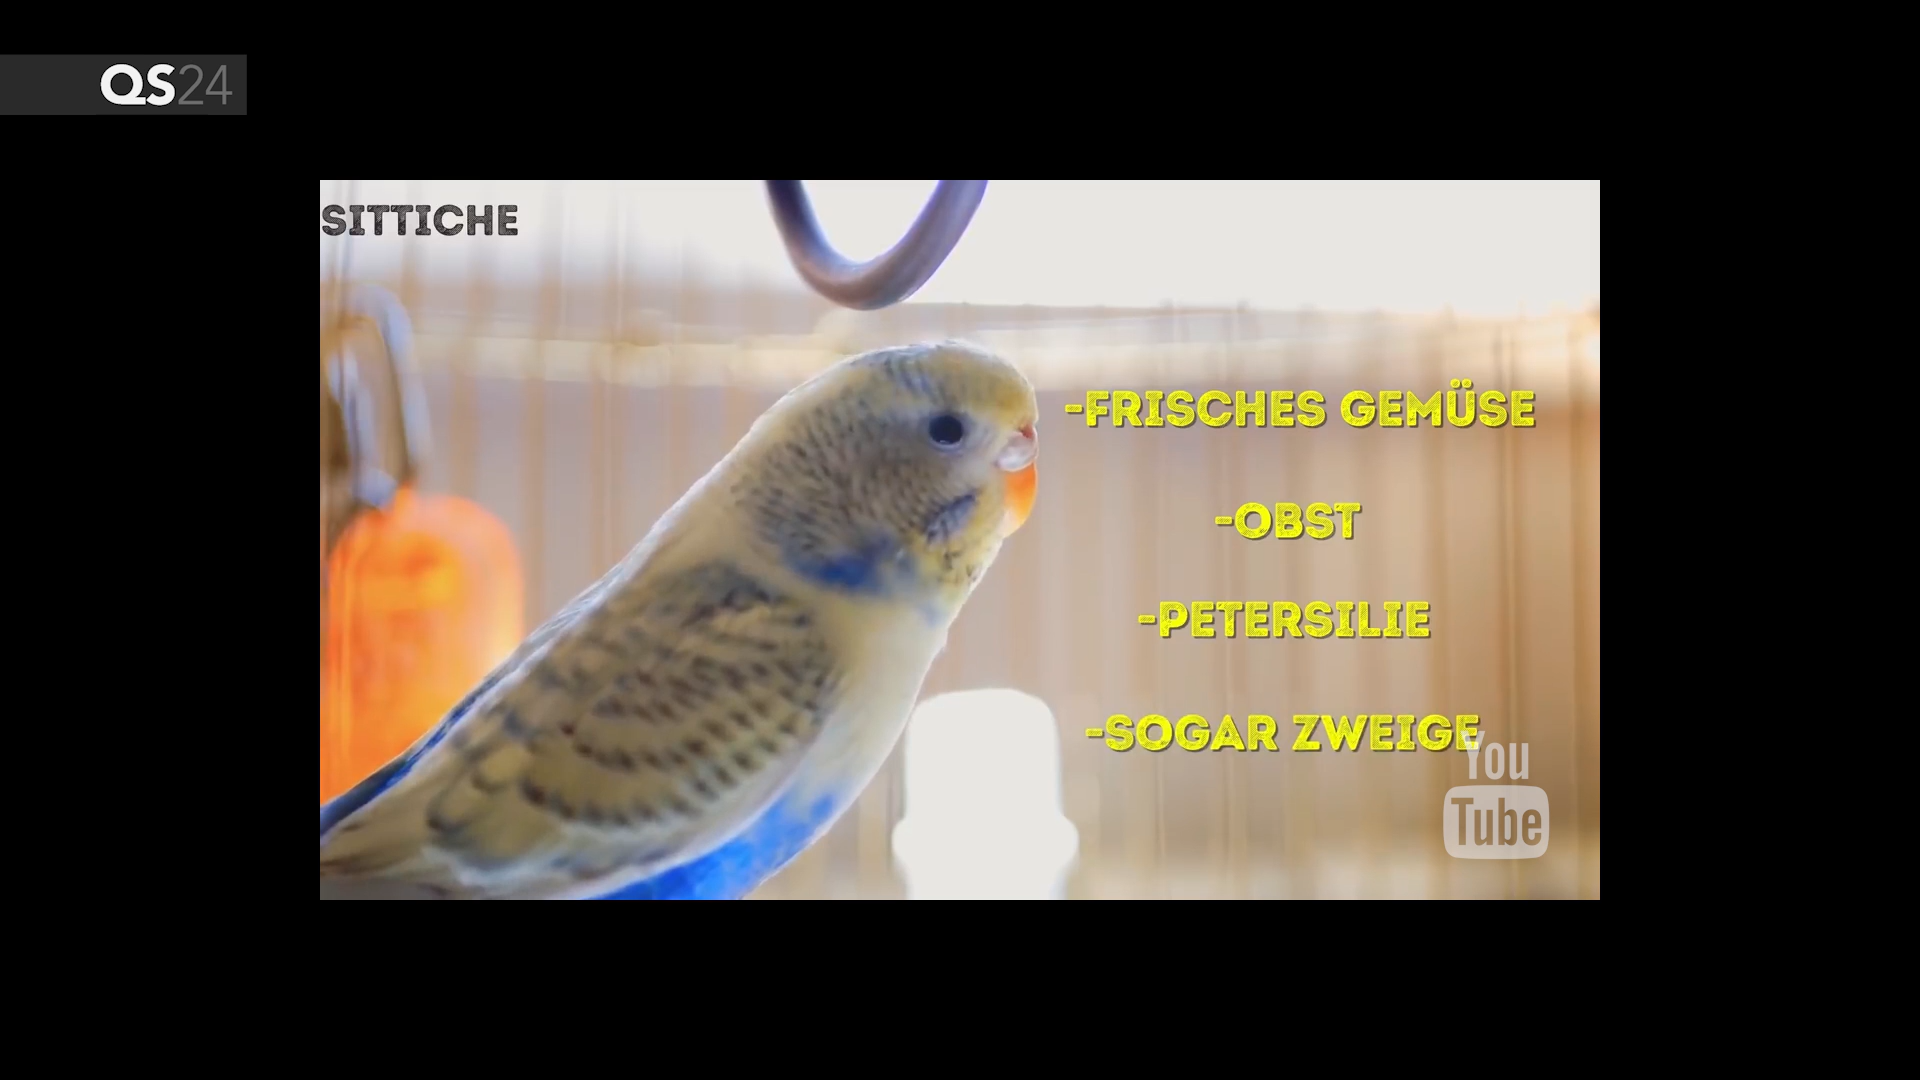 QS24
SITTICHE
-FRISCHES GEMÜSE
-OBST
-PETERSILIE
-SOGAR ZWEIGE
You
Tube